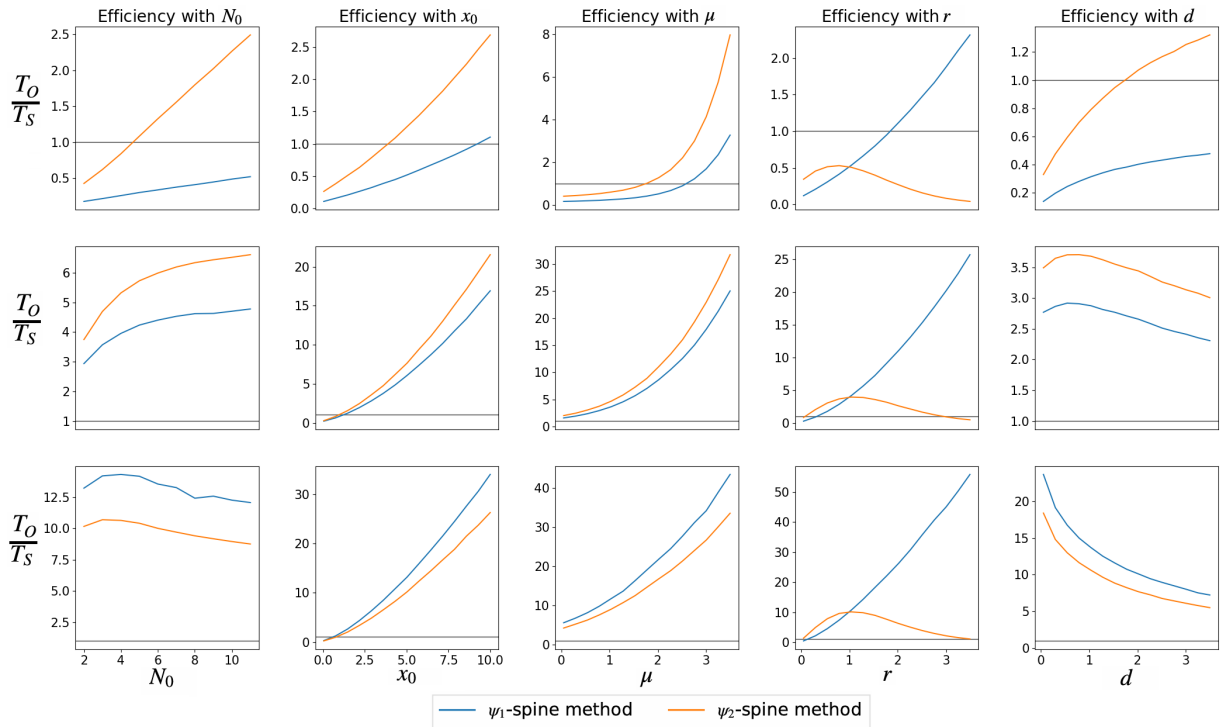 Efficiency with N₀ Efficiency with x₀ Efficiency with μ Efficiency with r Efficiency with d
T_O/T_S
2.5 2.0 1.5 1.0 0.5
2.5 2.0 1.5 1.0 0.5 0.0
8 6 4 2 0
2.0 1.5 1.0 0.5 0.0
1.2 1.0 0.8 0.6 0.4 0.2
T_O/T_S
6 5 4 3 2 1
20 15 10 5 0
30 25 20 15 10 5 0
25 20 15 10 5 0
3.5 3.0 2.5 2.0 1.5 1.0
T_O/T_S
12.5 10.0 7.5 5.0 2.5
30 20 10 0
40 30 20 10 0
50 40 30 20 10 0
20 15 10 5 0
2 4 6 8 10
0.0 2.5 5.0 7.5 10.0
0 1 2 3
0 1 2 3
0 1 2 3
N₀ x₀ μ r d
ψ₁-spine method ψ₂-spine method